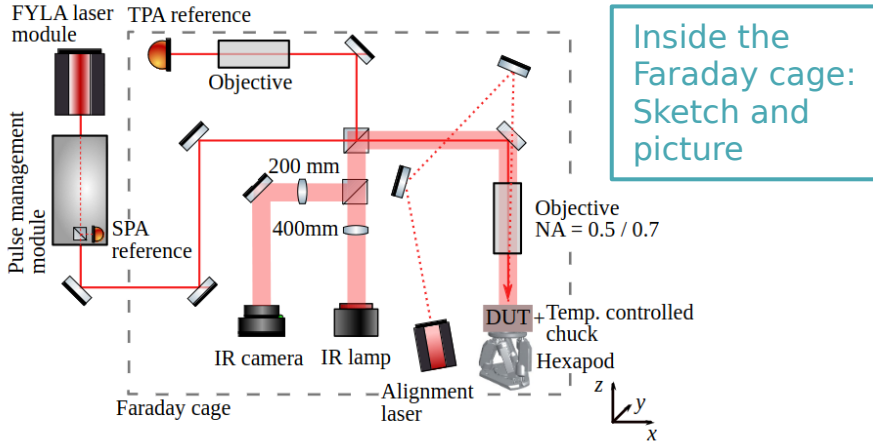 FYLA laser
module
TPA reference
Objective
Inside the
Faraday cage:
Sketch and
picture
Pulse management
module
SPA
reference
200 mm
400mm
Objective
NA = 0.5 / 0.7
DUT
+Temp. controlled
chuck
Hexapod
IR camera
IR lamp
Alignment
laser
Faraday cage
z
y
x